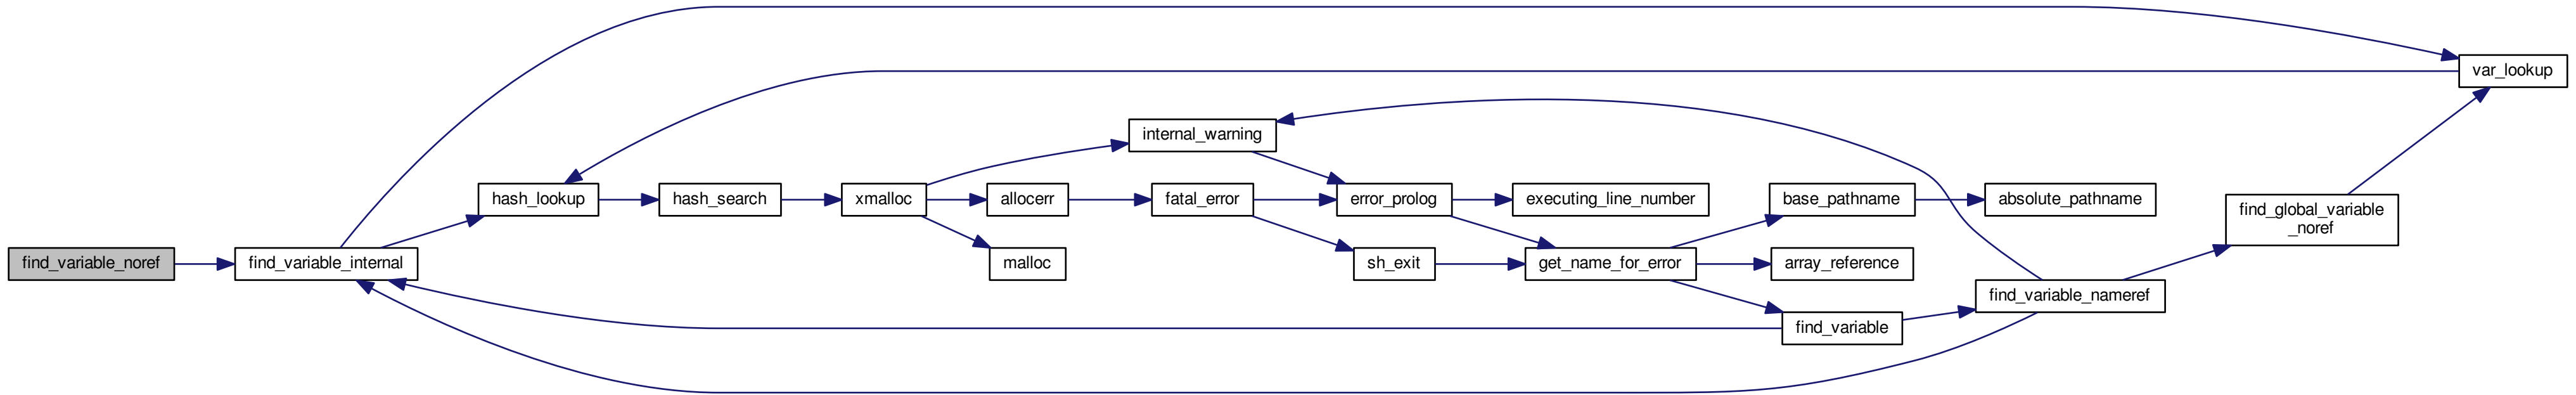 find_variable_noref
find_variable_internal
hash_lookup
hash_search
xmalloc
internal_warning
allocerr
malloc
fatal_error
error_prolog
sh_exit
executing_line_number
get_name_for_error
base_pathname
array_reference
find_variable
absolute_pathname
find_variable_nameref
find_global_variable
_noref
var_lookup